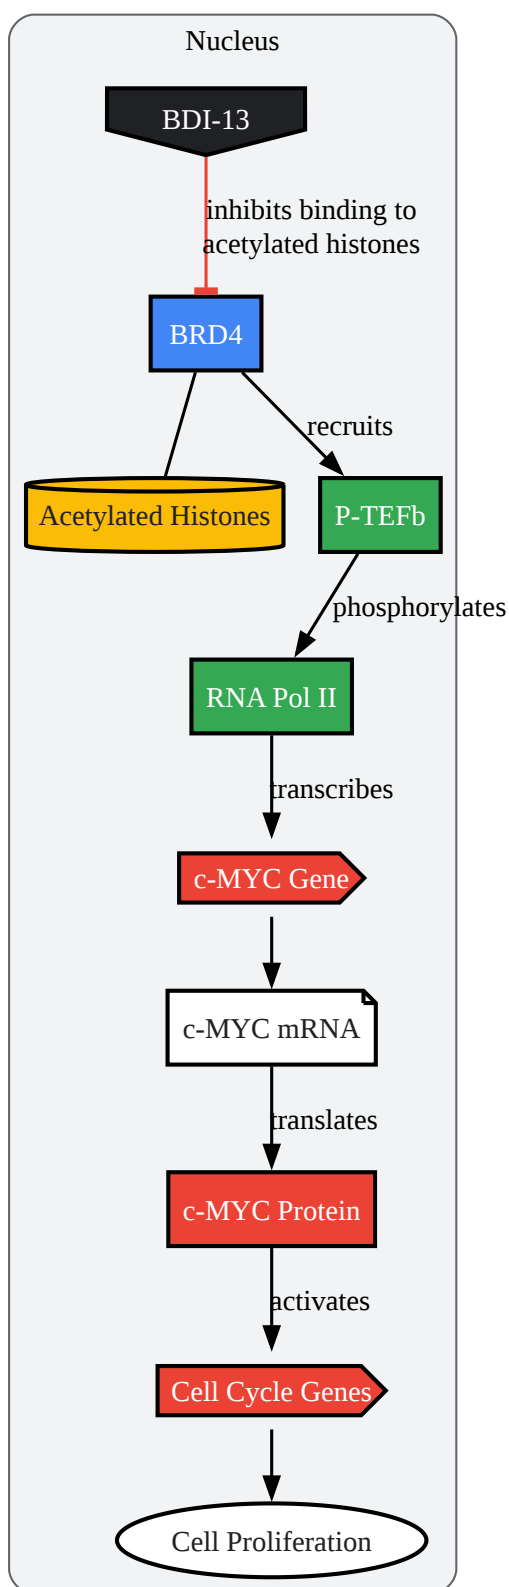 Nucleus
BDI-13
inhibits binding to
acetylated histones
BRD4
recruits
Acetylated Histones
P-TEFb
phosphorylates
RNA Pol II
transcribes
c-MYC Gene
c-MYC mRNA
translates
c-MYC Protein
activates
Cell Cycle Genes
Cell Proliferation